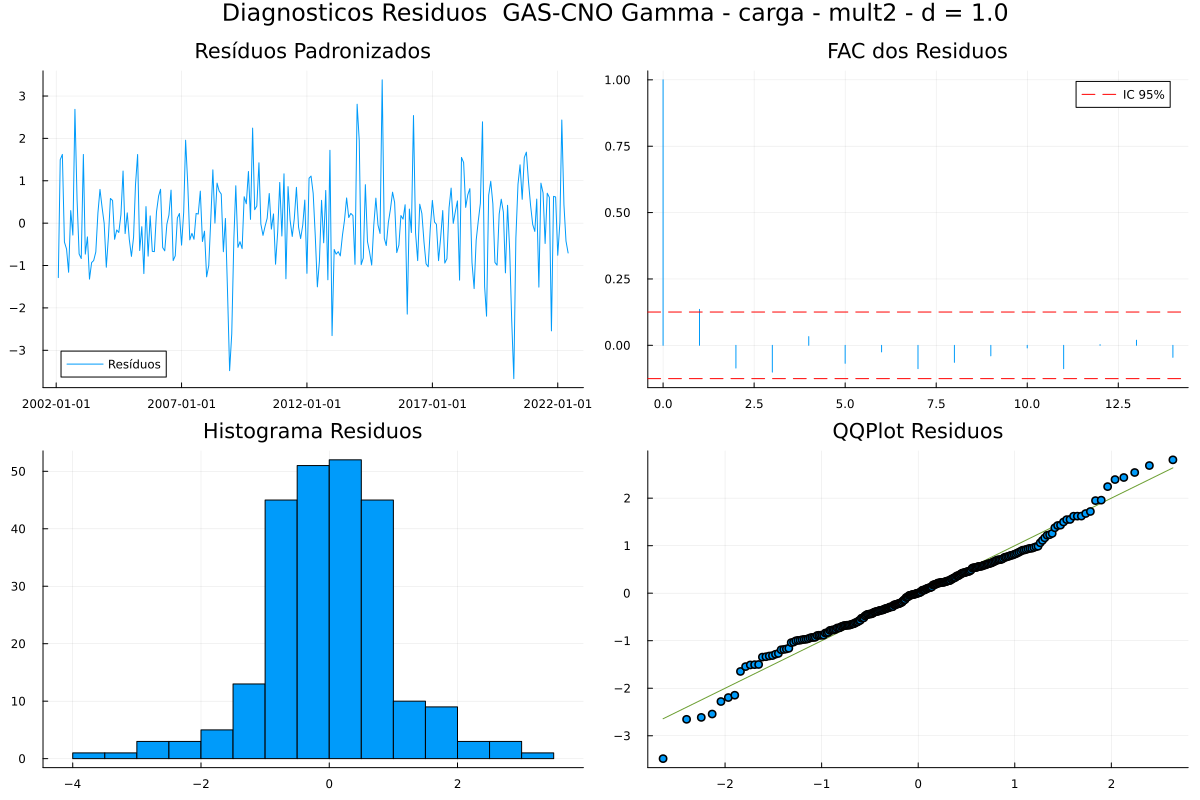 Diagnosticos Residuos  GAS-CNO Gamma - carga - mult2 - d = 1.0
Resíduos Padronizados
3
2
1
0
−1
−2
−3
Resíduos
2002-01-01 2007-01-01 2012-01-01 2017-01-01 2022-01-01
FAC dos Residuos
1.00
0.75
0.50
0.25
0.00
IC 95%
0.0 2.5 5.0 7.5 10.0 12.5
Histograma Residuos
50
40
30
20
10
0
−4 −2 0 2
QQPlot Residuos
2
1
0
−1
−2
−3
−2 −1 0 1 2